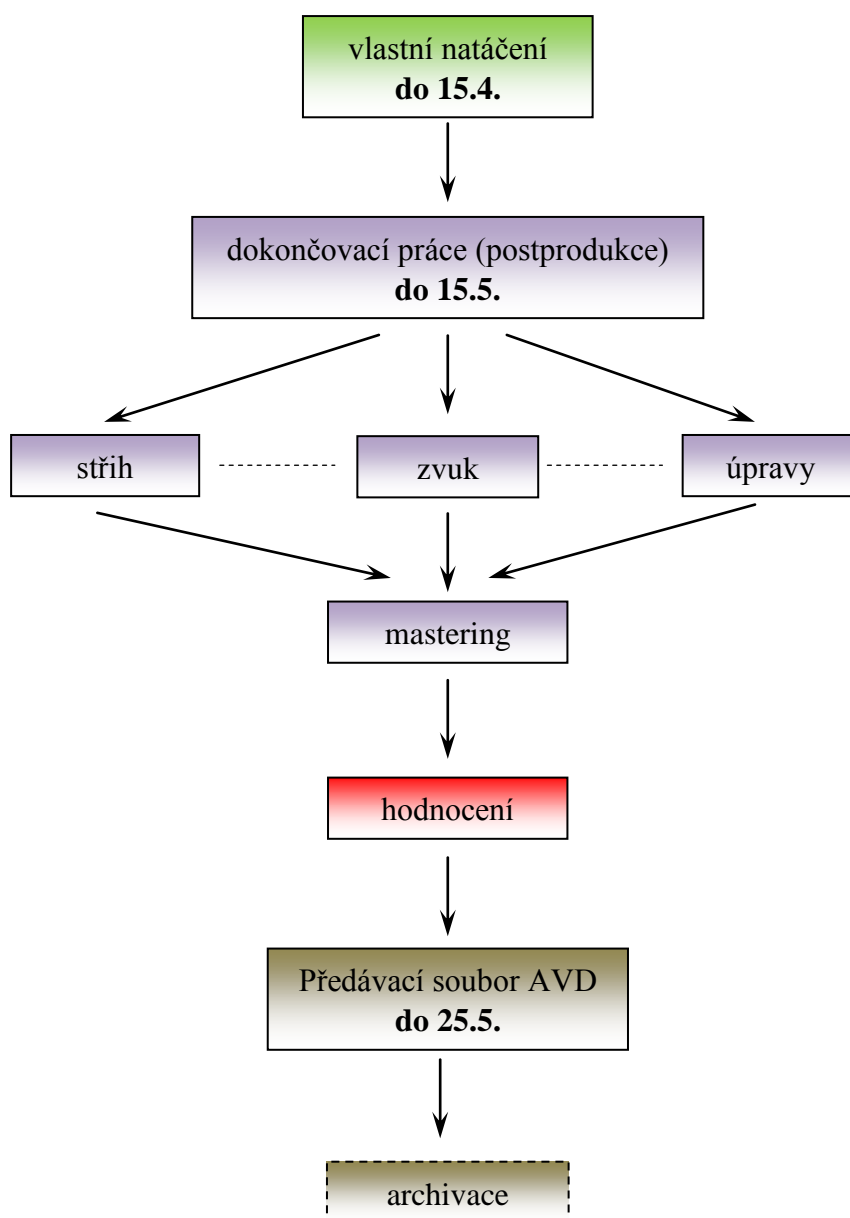 vlastní natáčení
do 15.4.
dokončovací práce (postprodukce)
do 15.5.
střih
zvuk
úpravy
mastering
hodnocení
Předávací soubor AVD
do 25.5.
archivace